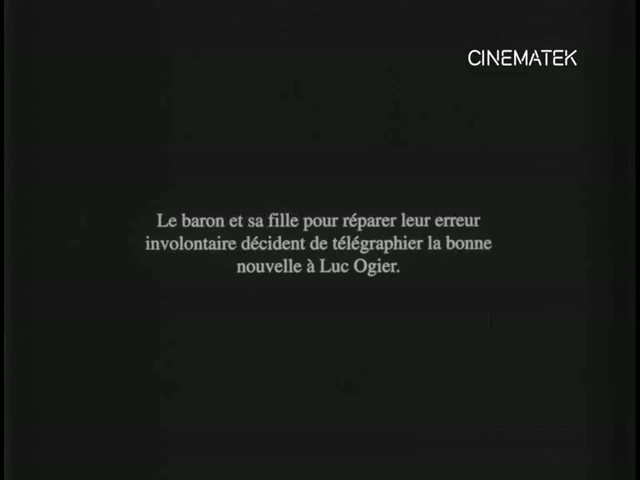 CINEMATEK
Le baron et sa fille pour réparer leur erreur
involontaire décident de télégraphier la bonne
nouvelle à Luc Ogier.